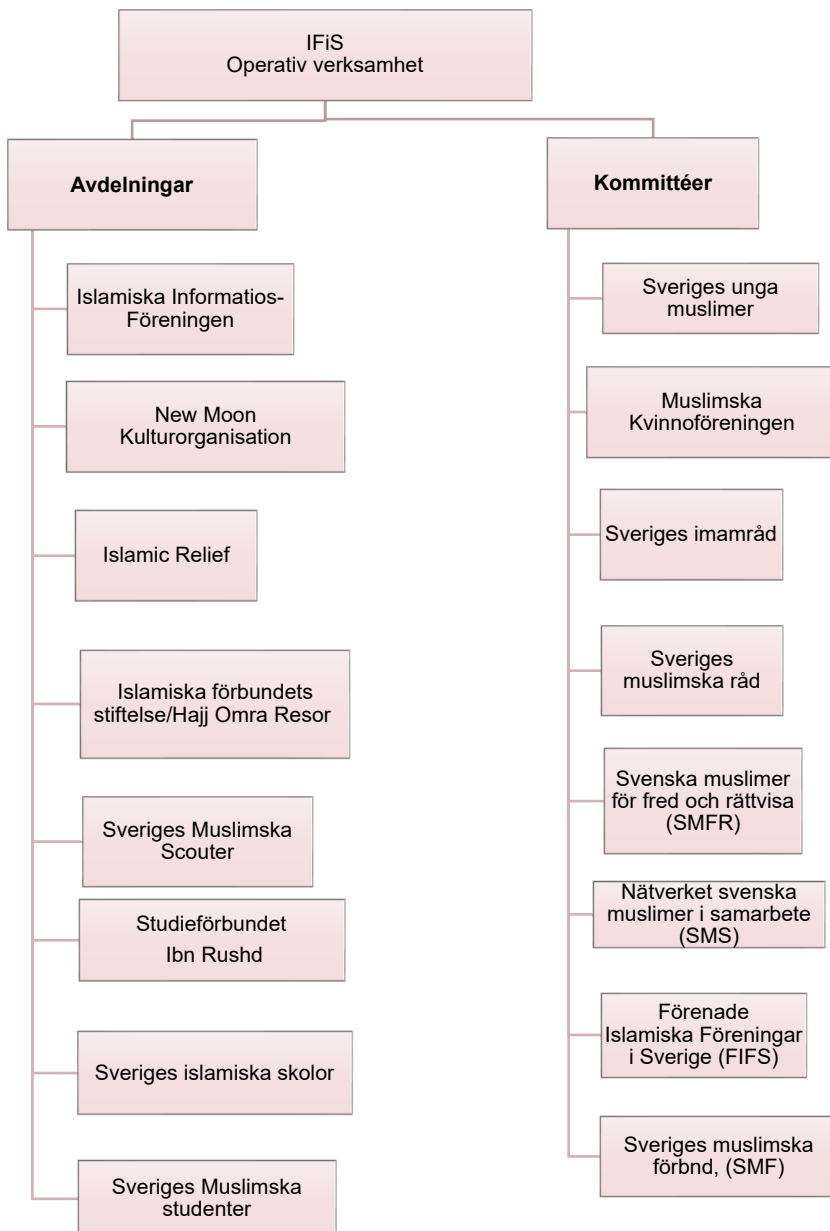 IFiS
Operativ verksamhet
Avdelningar
Islamiska Informatios-
Föreningen
New Moon
Kulturorganisation
Islamic Relief
Islamiska förbundets
stiftelse/Hajj Omra Resor
Sveriges Muslimska
Scouter
Studieförbundet
Ibn Rushd
Sveriges islamiska skolor
Sveriges Muslimska
studenter
Kommittéer
Sveriges unga
muslimer
Muslimska
Kvinnoföreningen
Sveriges imamråd
Sveriges
muslimska råd
Svenska muslimer
för fred och rättvisa
(SMFR)
Nätverket svenska
muslimer i samarbete
(SMS)
Förenade
Islamiska Föreningar
i Sverige (FIFS)
Sveriges muslimska
förbnd, (SMF)